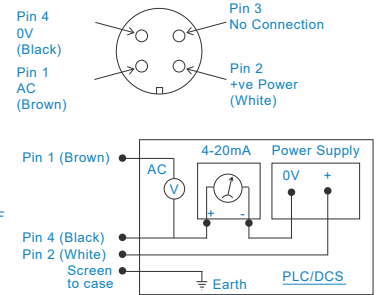 Pin 4
0V
(Black)
Pin 3
No Connection
Pin 1
AC
(Brown)
Pin 2
+ve Power
(White)
Pin 1 (Brown)
AC
V
4-20mA
Power Supply
0V +
+ -
Pin 4 (Black)
Pin 2 (White)
Screen
to case
Earth
PLC/DCS